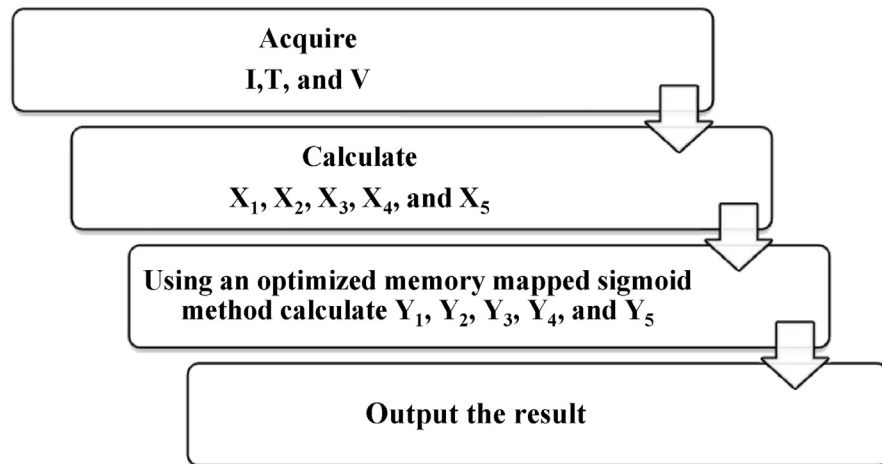 Acquire
I,T, and V
Calculate
X₁, X₂, X₃, X₄, and X₅
Using an optimized memory mapped sigmoid
method calculate Y₁, Y₂, Y₃, Y₄, and Y₅
Output the result